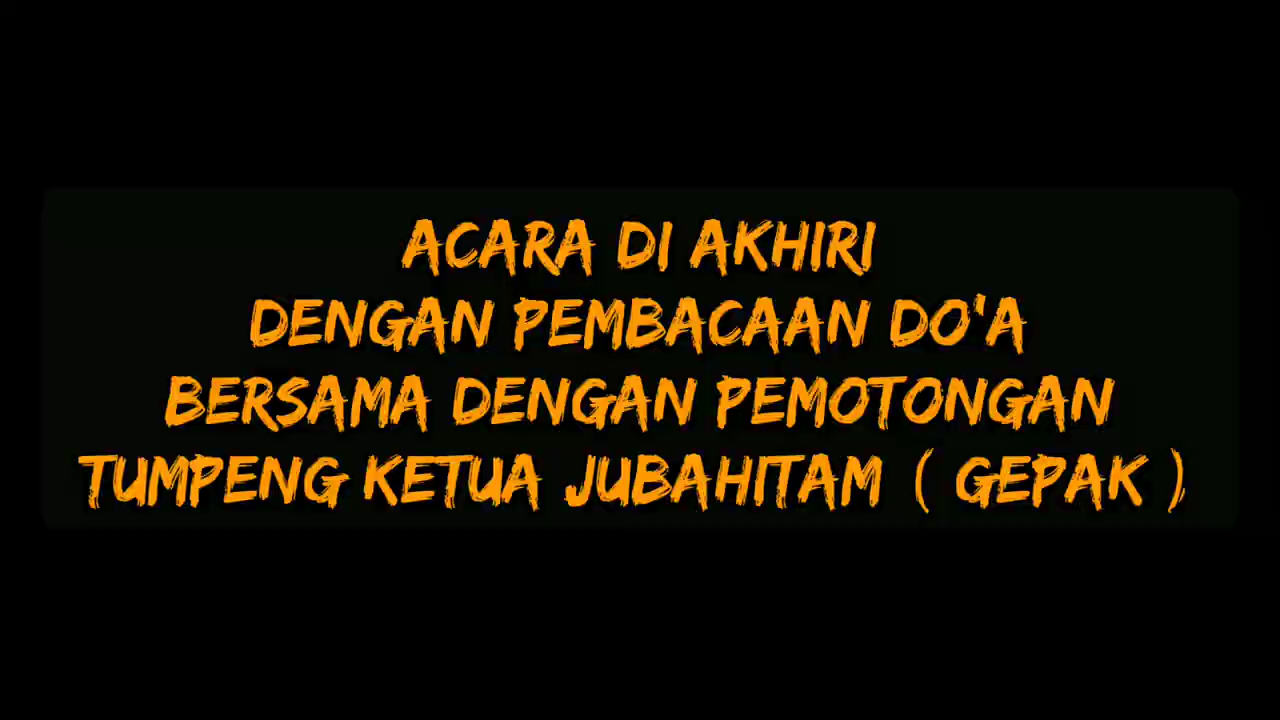 ACARA DI AKHIRI
DENGAN PEMBACAAN DO'A
BERSAMA DENGAN PEMOTONGAN
TUMPENG KETUA JUBAHITAM ( GEPAK )